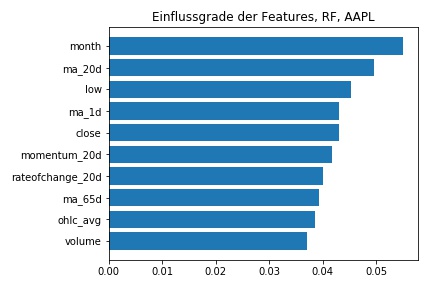 Einflussgrade der Features, RF, AAPL
month
ma_20d
low
ma_1d
close
momentum_20d
rateofchange_20d
ma_65d
ohlc_avg
volume
0.00 0.01 0.02 0.03 0.04 0.05